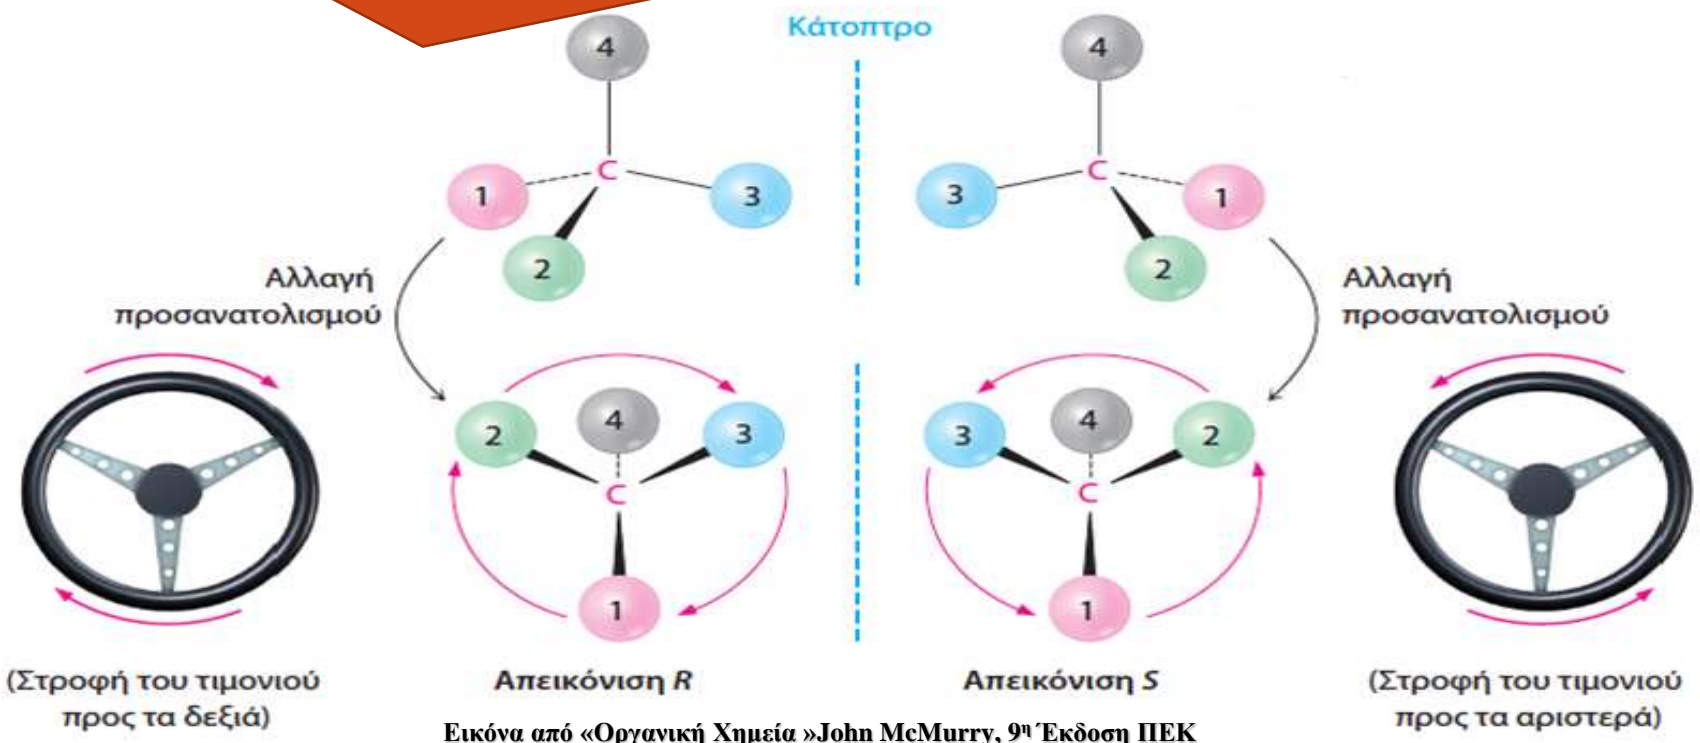 Κάτοπτρο
4
4
C
C
1
3
3
1
2
2
Αλλαγή
προσανατολισμού
Αλλαγή
προσανατολισμού
2
4
3
3
4
2
C
C
1
1
(Στροφή του τιμονιού
προς τα δεξιά)
Απεικόνιση R
Απεικόνιση S
(Στροφή του τιμονιού
προς τα αριστερά)
Εικόνα από «Οργανική Χημεία »John McMurry, 9η Έκδοση ΠΕΚ